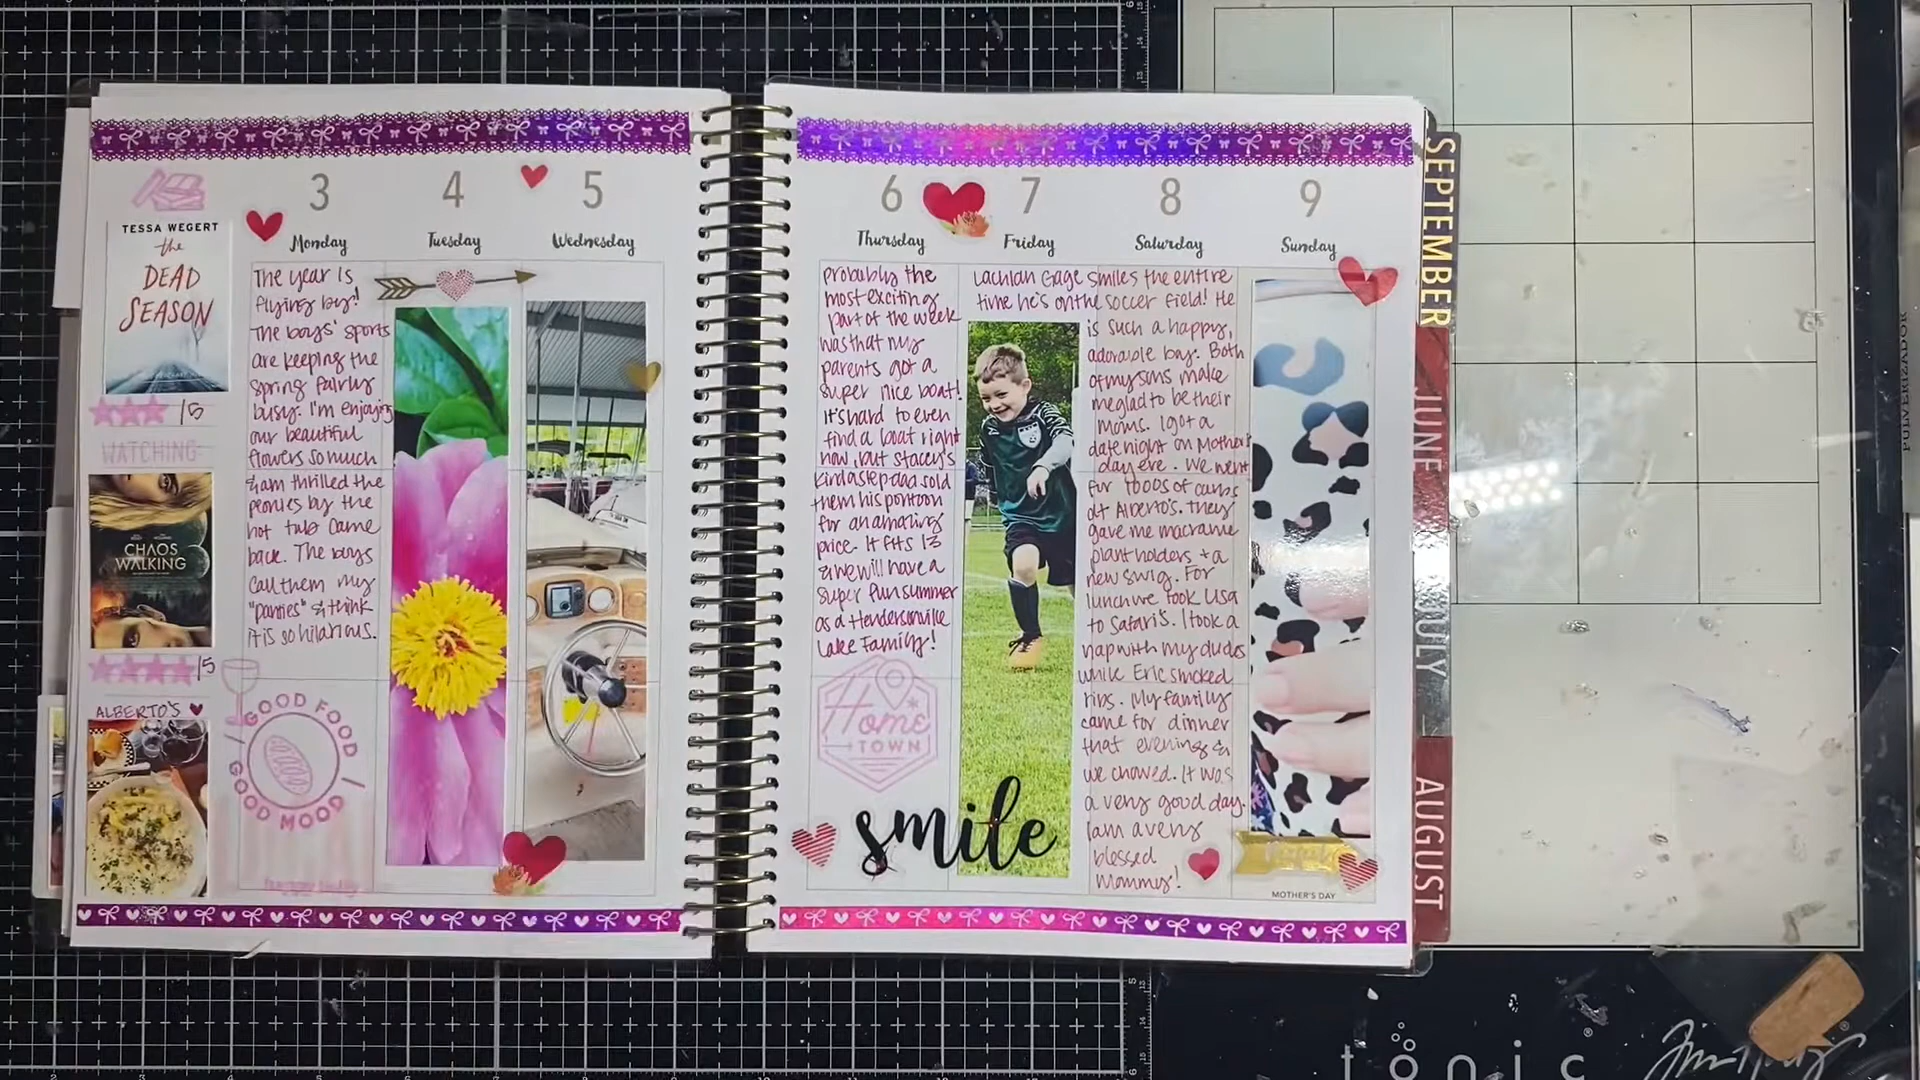 3
4
5
Monday
Tuesday
Wednesday
TESSA WEGERT
the
DEAD
SEASON
/5
WATCHING
CHAOS
WALKING
/5
ALBERTO'S
The year is
flying by!
The boys' sports
are keeping the
spring fairly
busy. I'm enjoying
our beautiful
flowers so much
& am thrilled the
peonies by the
hot tub came
back. The boys
call them my
"panties" & think
it is so hilarious.
GOOD FOOD
GOOD MOOD
6
7
8
9
Thursday
Friday
Saturday
Sunday
probably the
most exciting
part of the week
was that my
parents got a
super nice boat!
It's hard to even
find a boat right
now, but Stacey's
kinda stepdad sold
them his pontoon
for an amazing
price. It fits 13
& we will have a
super fun summer
as a Hendersonville
Lake Family!
Home
TOWN
smile
Lachlan Gage smiles the entire
time he's on the soccer field! He
is such a happy,
adorable boy. Both
of my sons make
me glad to be their
mom. I got a
date night on Mother's
day eve. We went
for 1000s of carbs
at Alberto's. They
gave me macrame
plant holders + a
new swig. For
lunch we took Lisa
to Safari's. I took a
nap with my dudes
while Eric smoked
ribs. My family
came for dinner
that evening &
we chowed. It was
a very good day.
I am a very
blessed
Mommy!
MOTHER'S DAY
SEPTEMBER
JUNE
JULY
AUGUST
tonic